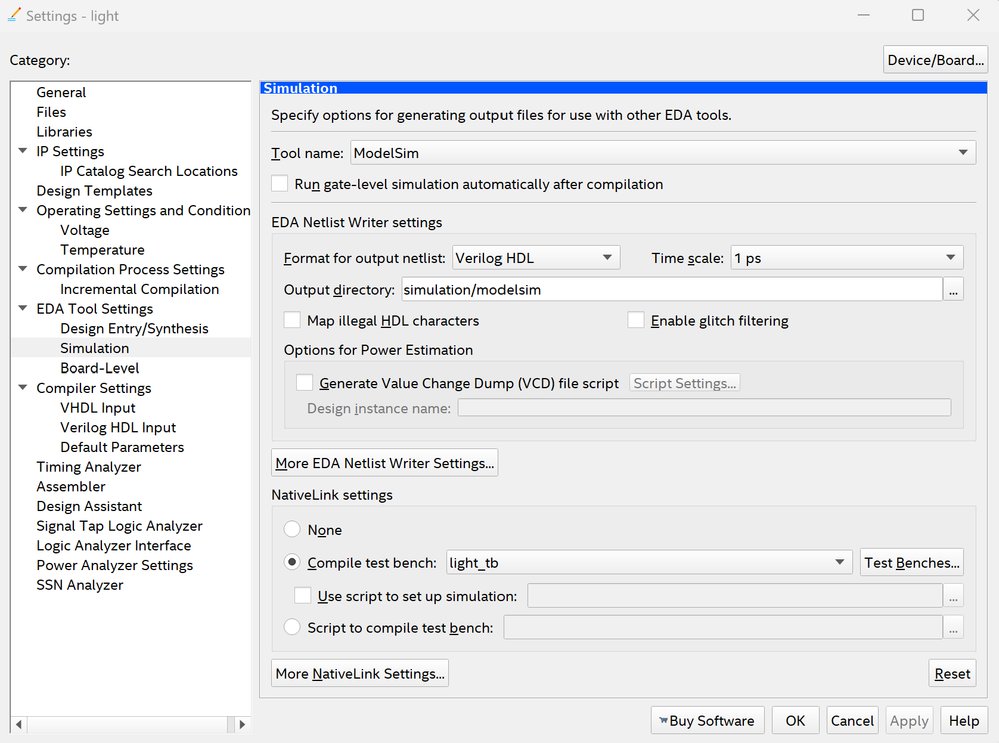 Settings - light
Category:
Device/Board...
General
Files
Libraries
IP Settings
IP Catalog Search Locations
Design Templates
Operating Settings and Condition
Voltage
Temperature
Compilation Process Settings
Incremental Compilation
EDA Tool Settings
Design Entry/Synthesis
Simulation
Board-Level
Compiler Settings
VHDL Input
Verilog HDL Input
Default Parameters
Timing Analyzer
Assembler
Design Assistant
Signal Tap Logic Analyzer
Logic Analyzer Interface
Power Analyzer Settings
SSN Analyzer
Simulation
Specify options for generating output files for use with other EDA tools.
Tool name: ModelSim
Run gate-level simulation automatically after compilation
EDA Netlist Writer settings
Format for output netlist: Verilog HDL Time scale: 1 ps
Output directory: simulation/modelsim ...
Map illegal HDL characters Enable glitch filtering
Options for Power Estimation
Generate Value Change Dump (VCD) file script Script Settings...
Design instance name:
More EDA Netlist Writer Settings...
NativeLink settings
None
Compile test bench: light_tb Test Benches...
Use script to set up simulation: ...
Script to compile test bench: ...
More NativeLink Settings... Reset
Buy Software OK Cancel Apply Help